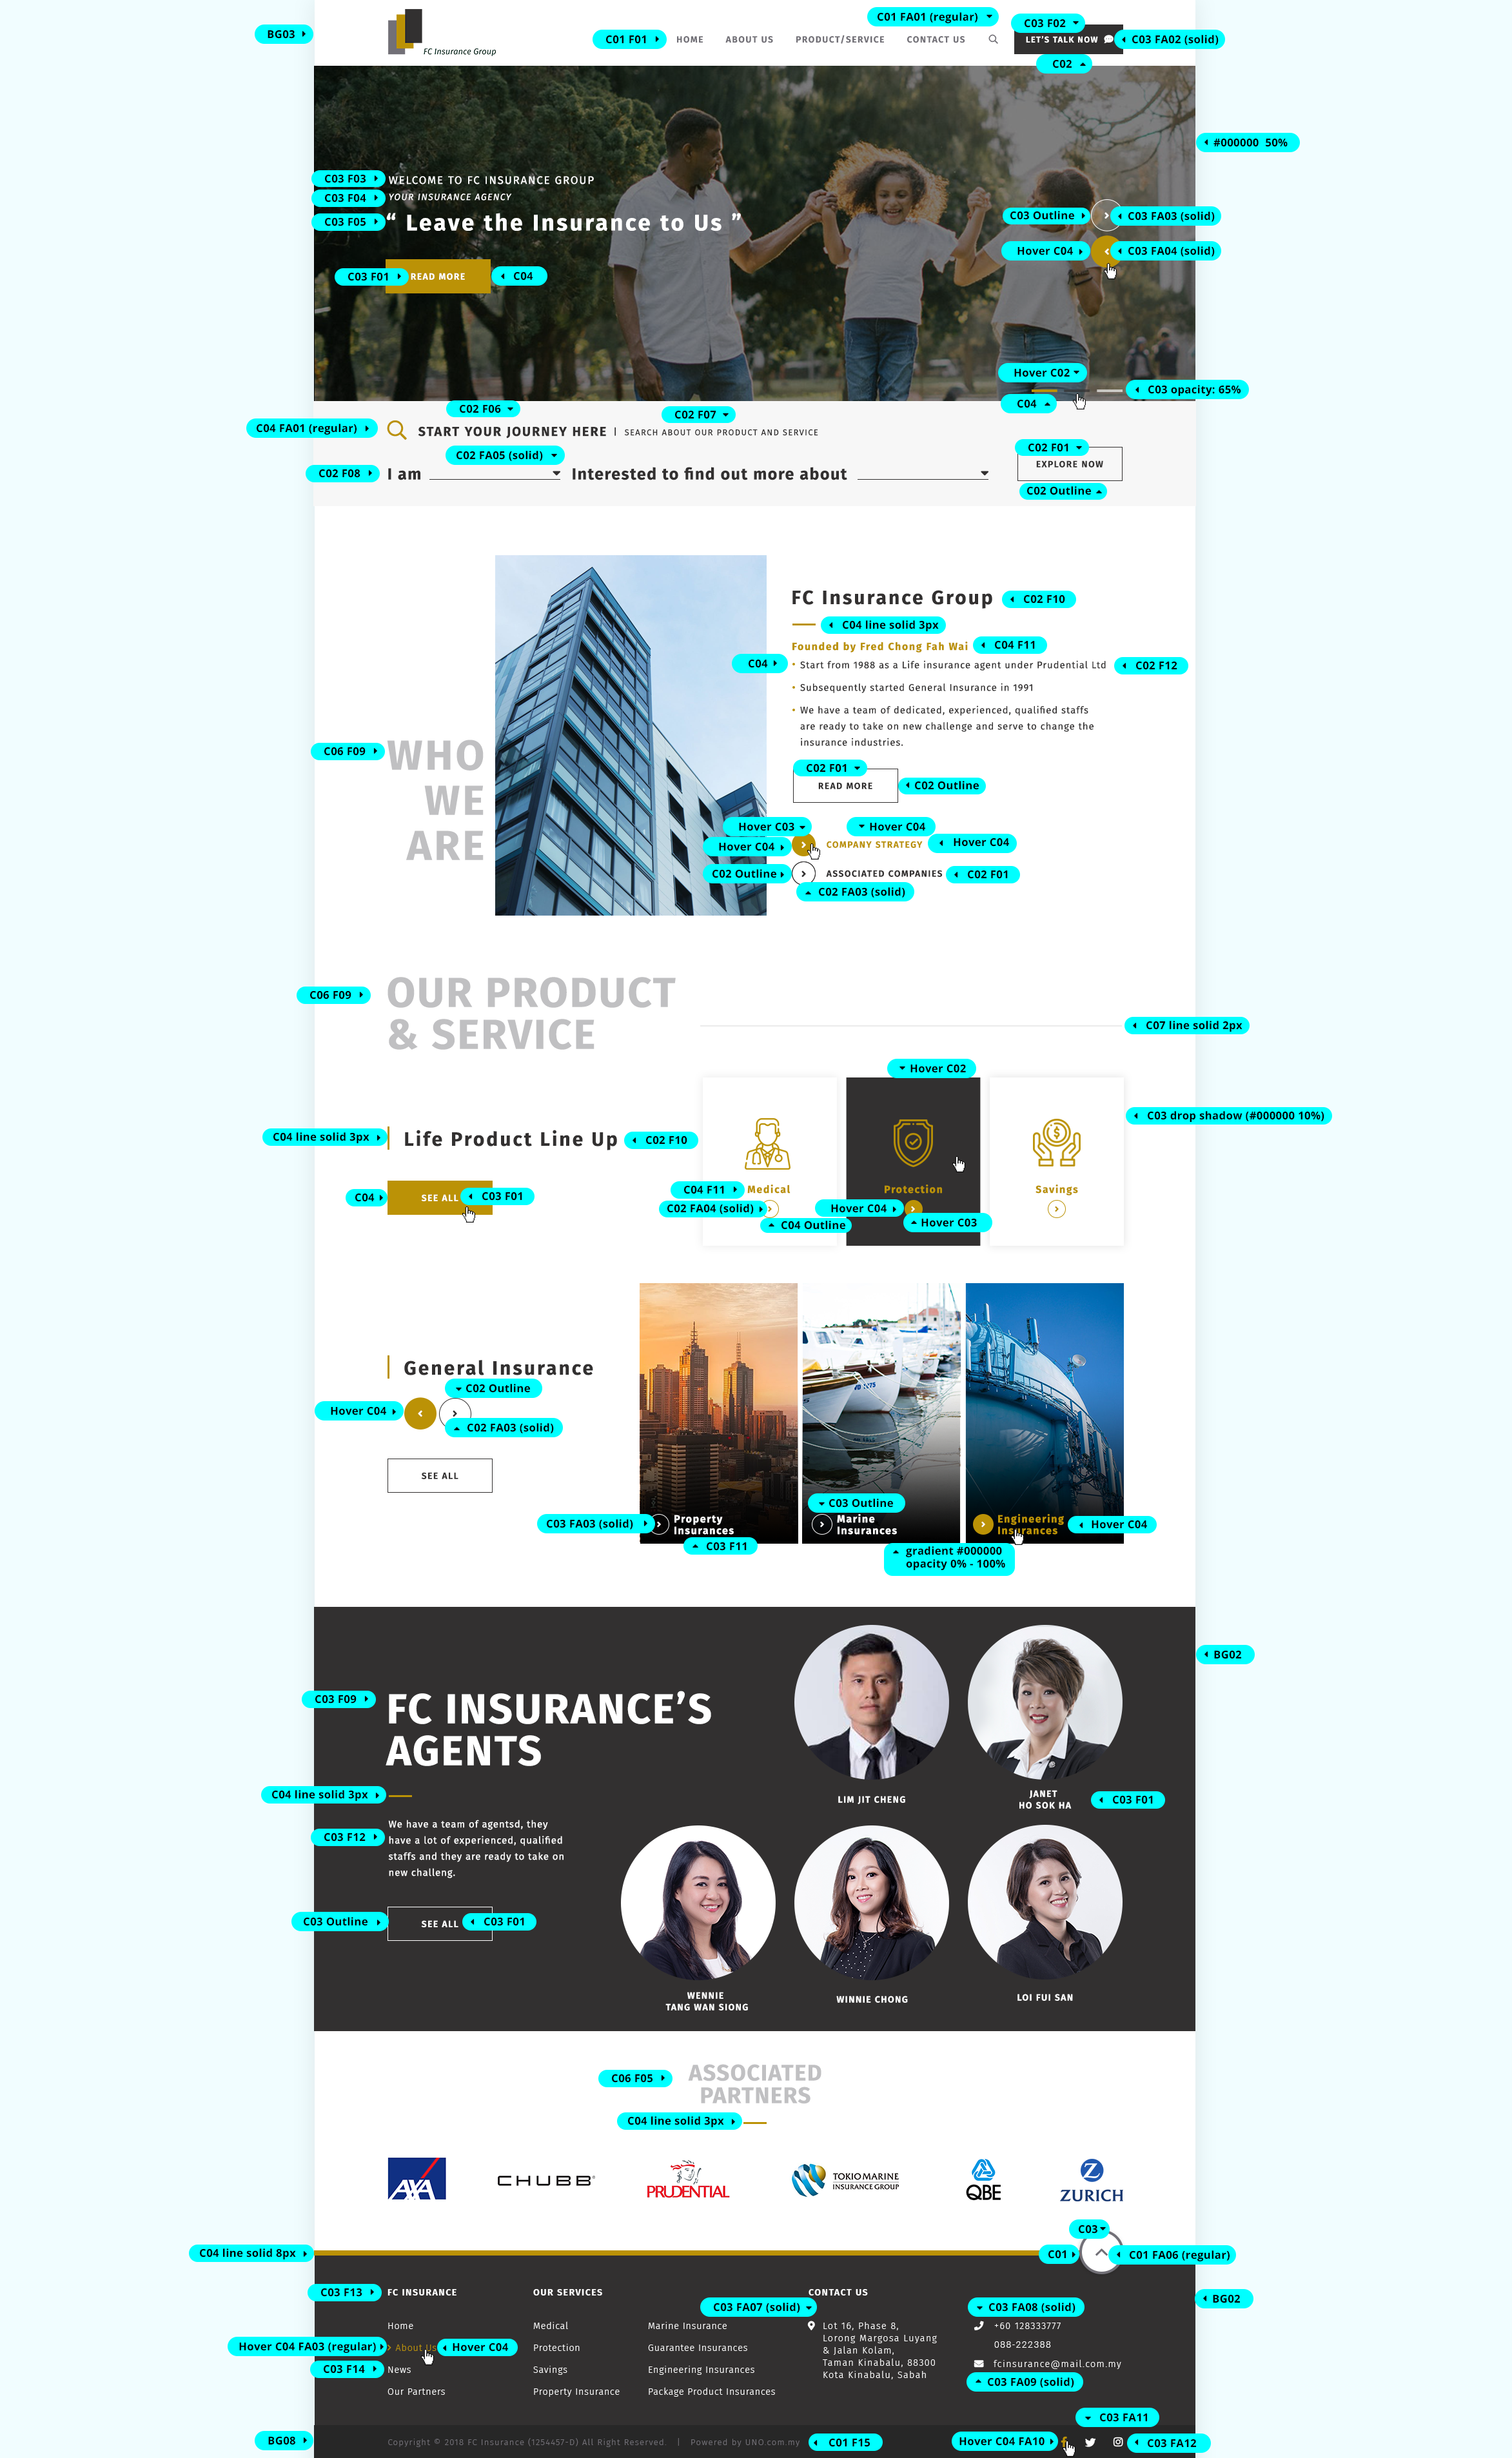 C01 FA01 (regular)
C03 F02
BG03
FC Insurance Group
C01 F01
HOME
ABOUT US
PRODUCT/SERVICE
CONTACT US
LET'S TALK NOW
C03 FA02 (solid)
C02
#000000 50%
C03 F03
WELCOME TO FC INSURANCE GROUP
C03 F04
YOUR INSURANCE AGENCY
C03 F05
“ Leave the Insurance to Us ”
C03 Outline
C03 FA03 (solid)
Hover C04
C03 FA04 (solid)
C03 F01
READ MORE
C04
Hover C02
C03 opacity: 65%
C04
C02 F06
C02 F07
C04 FA01 (regular)
START YOUR JOURNEY HERE | SEARCH ABOUT OUR PRODUCT AND SERVICE
C02 FA05 (solid)
C02 F01
C02 F08
I am
Interested to find out more about
EXPLORE NOW
C02 Outline
FC Insurance Group
C02 F10
C04 line solid 3px
Founded by Fred Chong Fah Wai
C04 F11
C04
• Start from 1988 as a Life insurance agent under Prudential Ltd
C02 F12
• Subsequently started General Insurance in 1991
• We have a team of dedicated, experienced, qualified staffs
are ready to take on new challenge and serve to change the
insurance industries.
C06 F09
WHO
WE
ARE
C02 F01
READ MORE
C02 Outline
Hover C03
Hover C04
Hover C04
COMPANY STRATEGY
Hover C04
C02 Outline
ASSOCIATED COMPANIES
C02 F01
C02 FA03 (solid)
C06 F09
OUR PRODUCT
& SERVICE
C07 line solid 2px
Hover C02
C03 drop shadow (#000000 10%)
C04 line solid 3px
Life Product Line Up
C02 F10
C04
SEE ALL
C03 F01
C04 F11
Medical
Protection
Savings
C02 FA04 (solid)
Hover C04
C04 Outline
Hover C03
General Insurance
C02 Outline
Hover C04
C02 FA03 (solid)
SEE ALL
C03 Outline
C03 FA03 (solid)
Property
Insurances
Marine
Insurances
Engineering
Insurances
Hover C04
C03 F11
gradient #000000
opacity 0% - 100%
BG02
C03 F09
FC INSURANCE’S
AGENTS
C04 line solid 3px
LIM JIT CHENG
JANET
HO SOK HA
C03 F01
C03 F12
We have a team of agentsd, they
have a lot of experienced, qualified
staffs and they are ready to take on
new challeng.
C03 Outline
SEE ALL
C03 F01
WENNIE
TANG WAN SIONG
WINNIE CHONG
LOI FUI SAN
C06 F05
ASSOCIATED
PARTNERS
C04 line solid 3px
AXA
CHUBB
PRUDENTIAL
TOKIO MARINE
INSURANCE GROUP
QBE
Z
ZURICH
C03
C04 line solid 8px
C01
C01 FA06 (regular)
C03 F13
FC INSURANCE
OUR SERVICES
CONTACT US
BG02
C03 FA07 (solid)
C03 FA08 (solid)
Home
Medical
Marine Insurance
Lot 16, Phase 8,
Lorong Margosa Luyang
& Jalan Kolam,
Taman Kinabalu, 88300
Kota Kinabalu, Sabah
+60 128333777
088-222388
fcinsurance@mail.com.my
Hover C04 FA03 (regular)
About Us
Hover C04
Protection
Guarantee Insurances
C03 F14
News
Savings
Engineering Insurances
C03 FA09 (solid)
Our Partners
Property Insurance
Package Product Insurances
C03 FA11
BG08
Copyright © 2018 FC Insurance (1254457-D) All Right Reserved. | Powered by UNO.com.my
C01 F15
Hover C04 FA10
C03 FA12